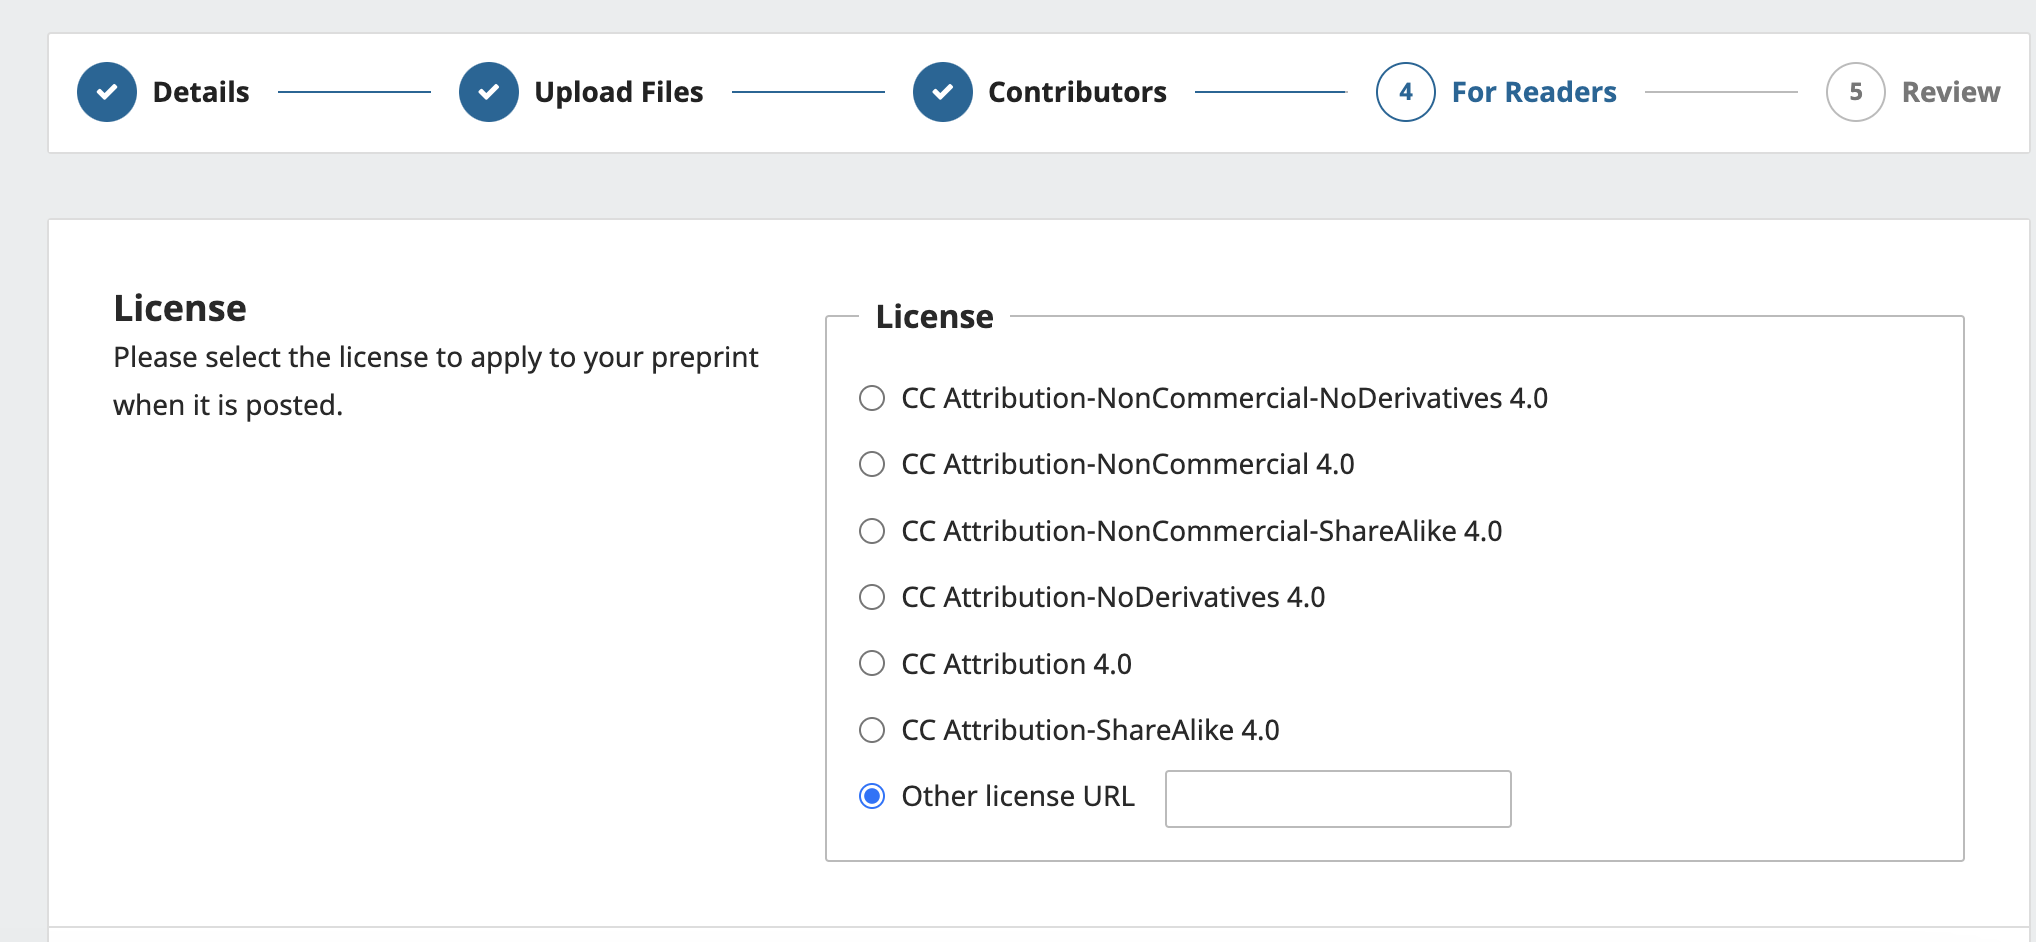 Details
Upload Files
Contributors
4 For Readers
5 Review
License
Please select the license to apply to your preprint
when it is posted.
License
CC Attribution-NonCommercial-NoDerivatives 4.0
CC Attribution-NonCommercial 4.0
CC Attribution-NonCommercial-ShareAlike 4.0
CC Attribution-NoDerivatives 4.0
CC Attribution 4.0
CC Attribution-ShareAlike 4.0
Other license URL